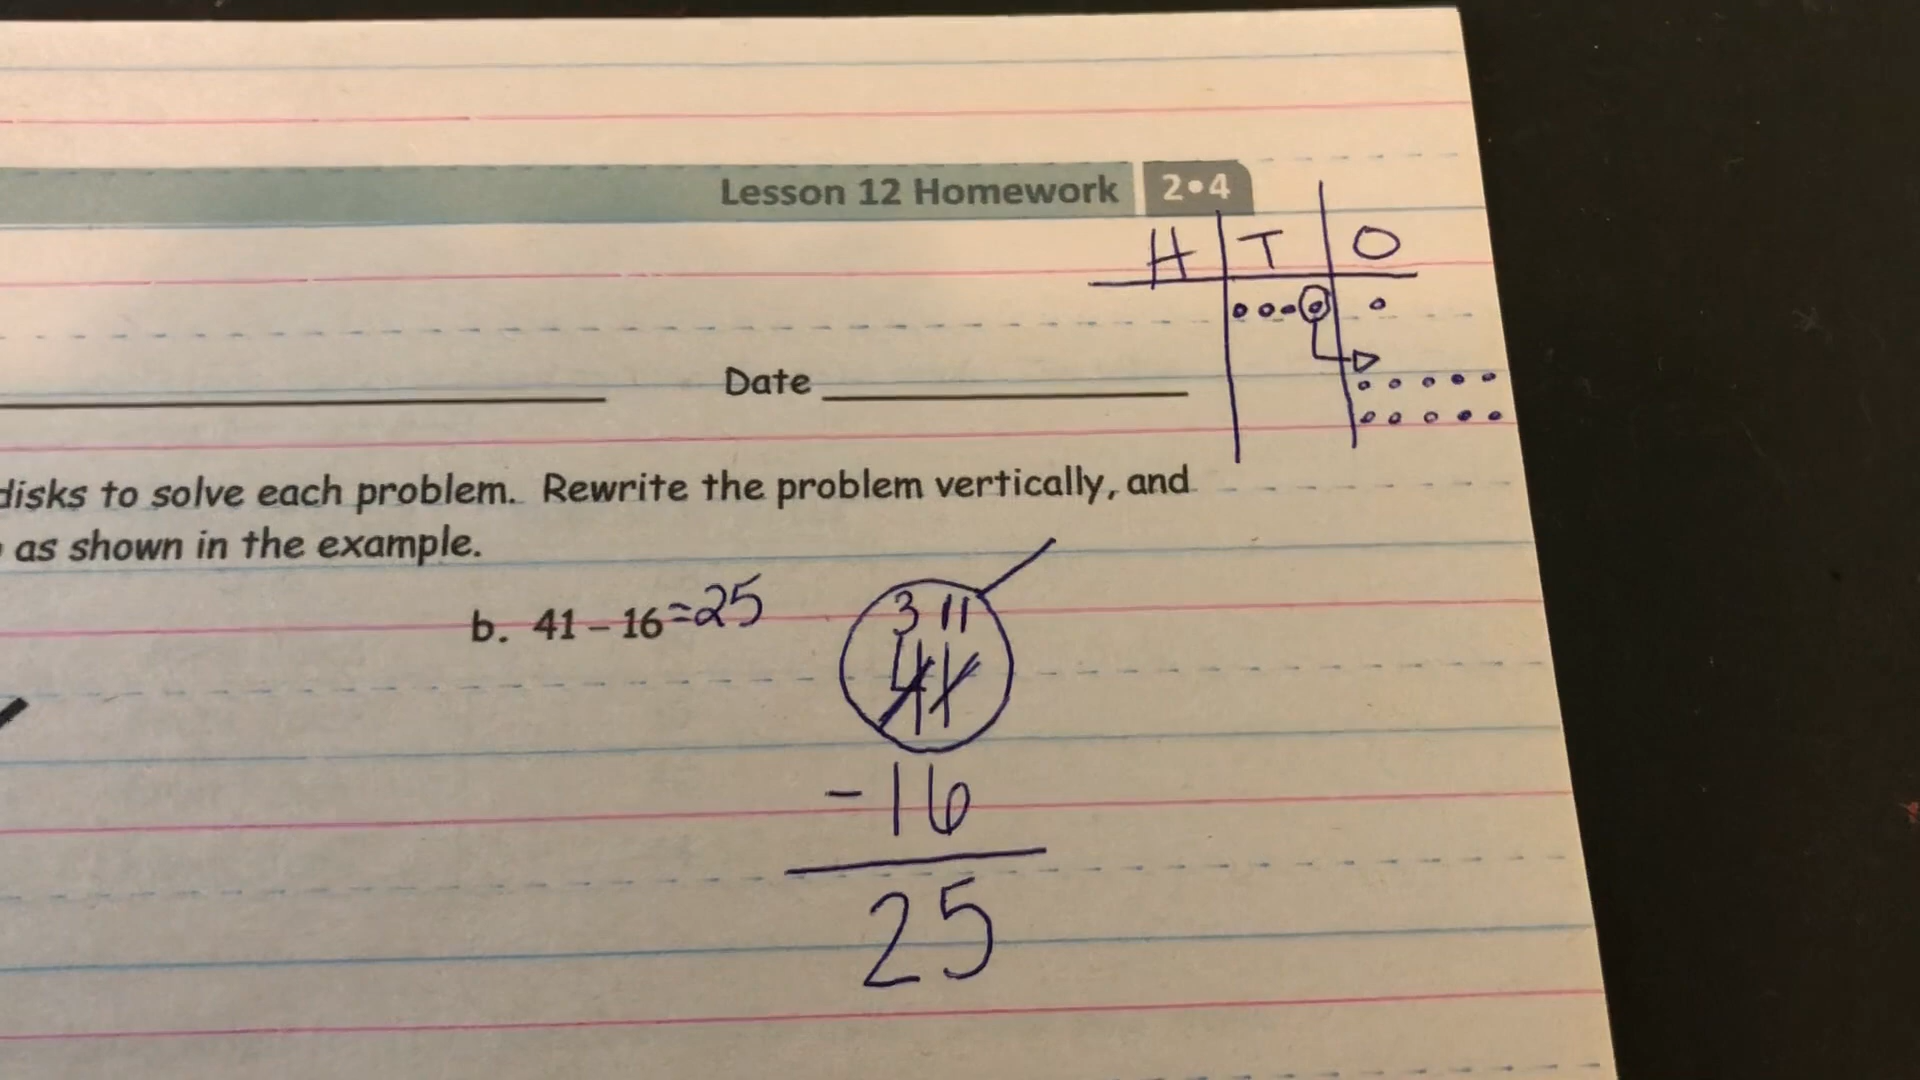 Lesson 12 Homework 2•4
H T O
Date
disks to solve each problem. Rewrite the problem vertically, and
as shown in the example.
b. 41 – 16 =25
3 11
41
-16
25